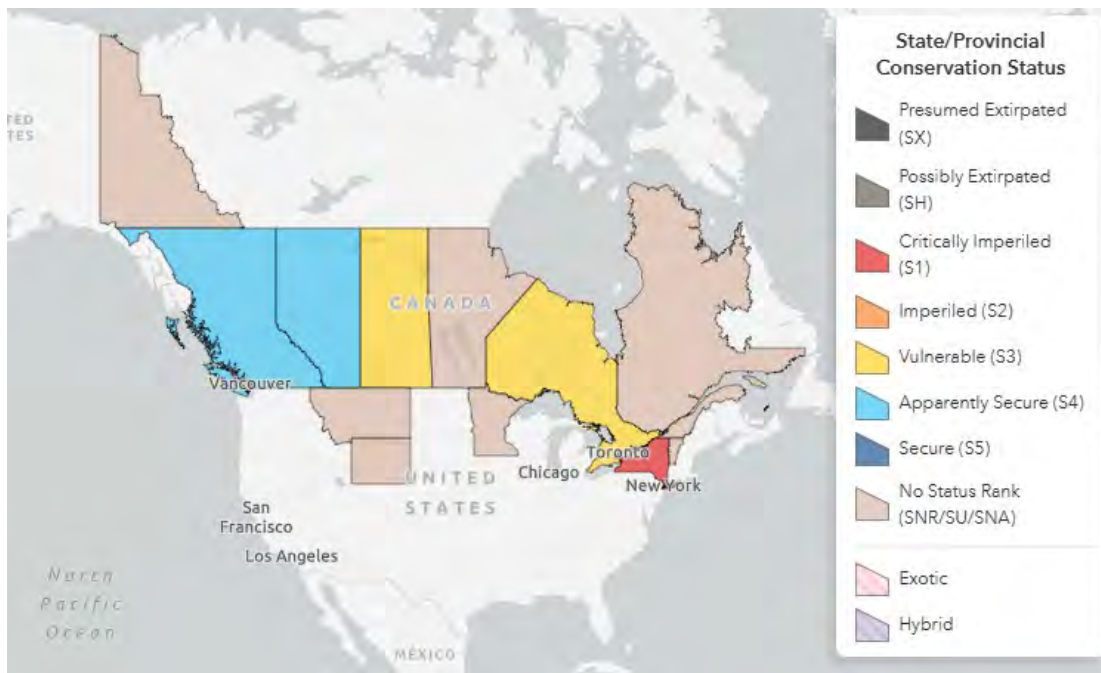 TED
TES
CANADA
Vancouver
Toronto
Chicago
New York
UNITED
STATES
San
Francisco
Los Angeles
North
Pacific
Ocean
MÉXICO
State/Provincial
Conservation Status
Presumed Extirpated
(SX)
Possibly Extirpated
(SH)
Critically Imperiled
(S1)
Imperiled (S2)
Vulnerable (S3)
Apparently Secure (S4)
Secure (S5)
No Status Rank
(SNR/SU/SNA)
Exotic
Hybrid